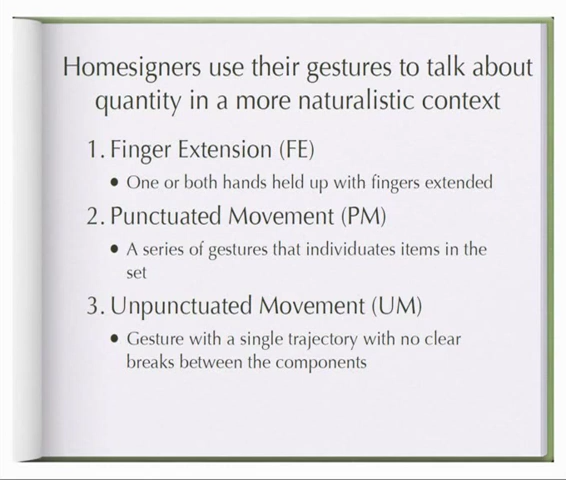 Homesigners use their gestures to talk about
quantity in a more naturalistic context
1. Finger Extension (FE)
• One or both hands held up with fingers extended
2. Punctuated Movement (PM)
• A series of gestures that individuates items in the
set
3. Unpunctuated Movement (UM)
• Gesture with a single trajectory with no clear
breaks between the components